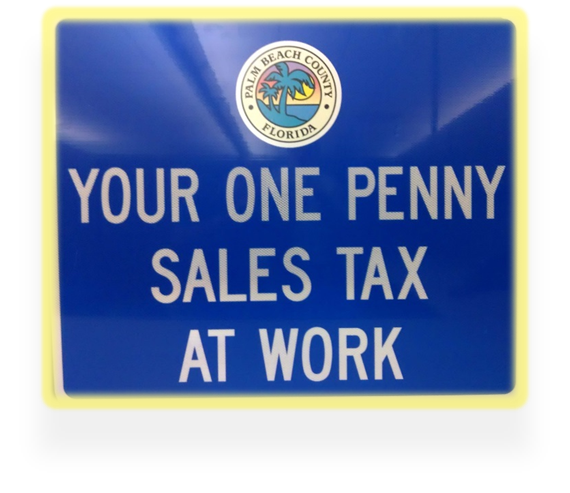 PALM BEACH COUNTY
FLORIDA
YOUR ONE PENNY
SALES TAX
AT WORK